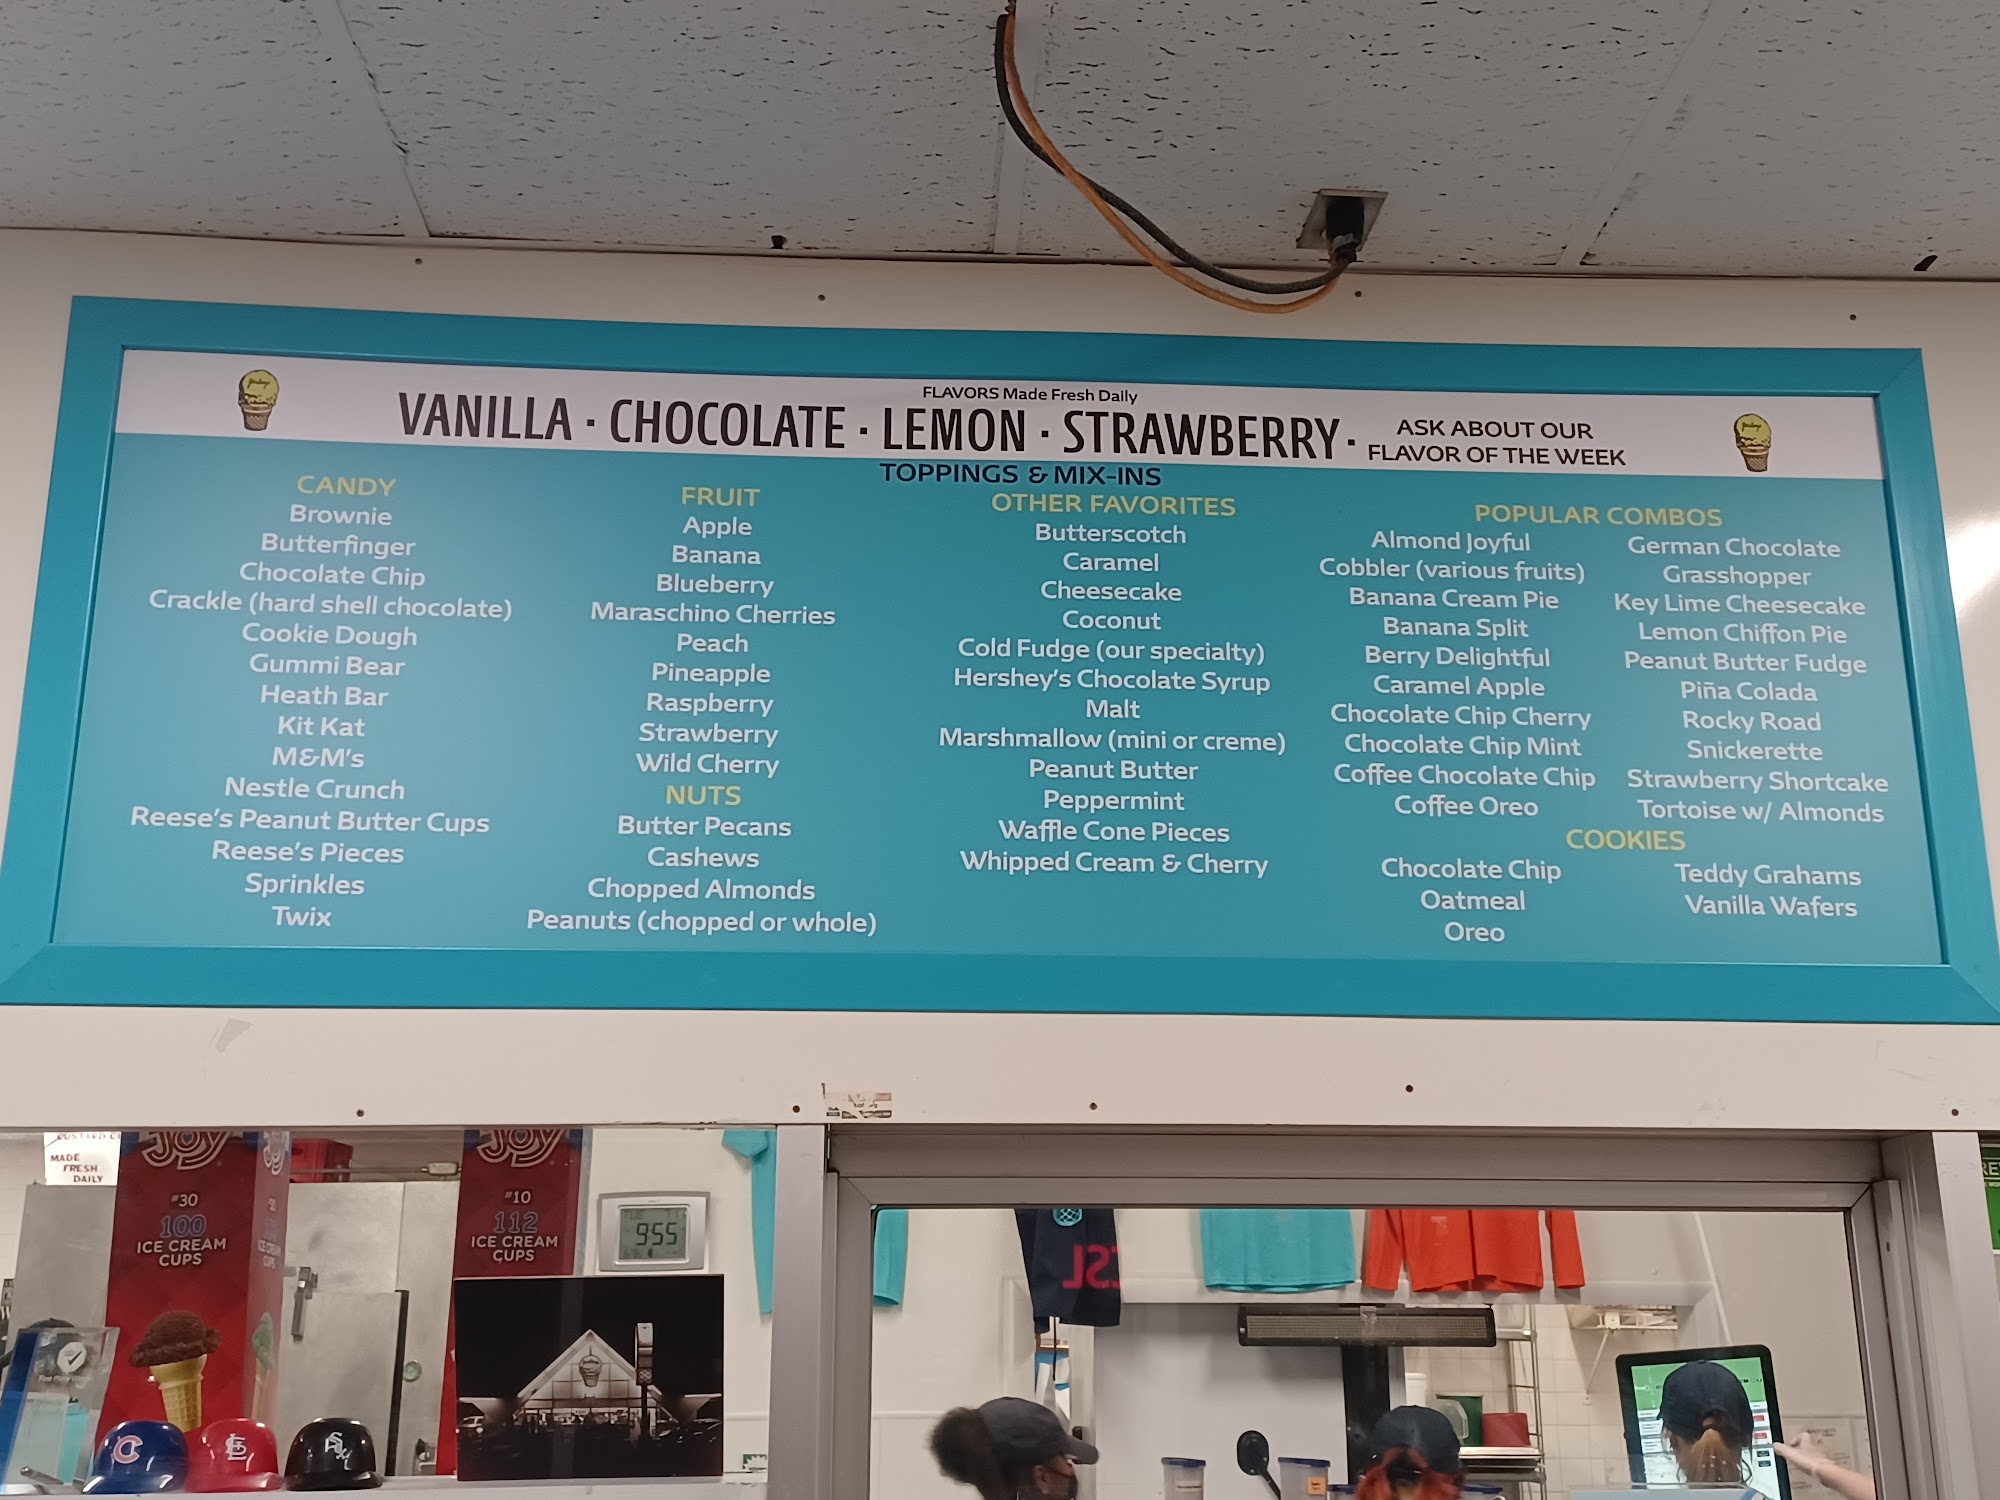 FLAVORS Made Fresh Daily
VANILLA · CHOCOLATE · LEMON · STRAWBERRY ·
ASK ABOUT OUR
FLAVOR OF THE WEEK
TOPPINGS & MIX-INS
CANDY
Brownie
Butterfinger
Chocolate Chip
Crackle (hard shell chocolate)
Cookie Dough
Gummi Bear
Heath Bar
Kit Kat
M&M's
Nestle Crunch
Reese's Peanut Butter Cups
Reese's Pieces
Sprinkles
Twix
FRUIT
Apple
Banana
Blueberry
Maraschino Cherries
Peach
Pineapple
Raspberry
Strawberry
Wild Cherry
NUTS
Butter Pecans
Cashews
Chopped Almonds
Peanuts (chopped or whole)
OTHER FAVORITES
Butterscotch
Caramel
Cheesecake
Coconut
Cold Fudge (our specialty)
Hershey's Chocolate Syrup
Malt
Marshmallow (mini or creme)
Peanut Butter
Peppermint
Waffle Cone Pieces
Whipped Cream & Cherry
POPULAR COMBOS
Almond Joyful
Cobbler (various fruits)
Banana Cream Pie
Banana Split
Berry Delightful
Caramel Apple
Chocolate Chip Cherry
Chocolate Chip Mint
Coffee Chocolate Chip
Coffee Oreo
German Chocolate
Grasshopper
Key Lime Cheesecake
Lemon Chiffon Pie
Peanut Butter Fudge
Piña Colada
Rocky Road
Snickerette
Strawberry Shortcake
Tortoise w/ Almonds
COOKIES
Chocolate Chip
Oatmeal
Oreo
Teddy Grahams
Vanilla Wafers
MADE
FRESH
DAILY
JOY
#30
100
ICE CREAM
CUPS
JOY
#10
112
ICE CREAM
CUPS
9:55
C
STL
Sox